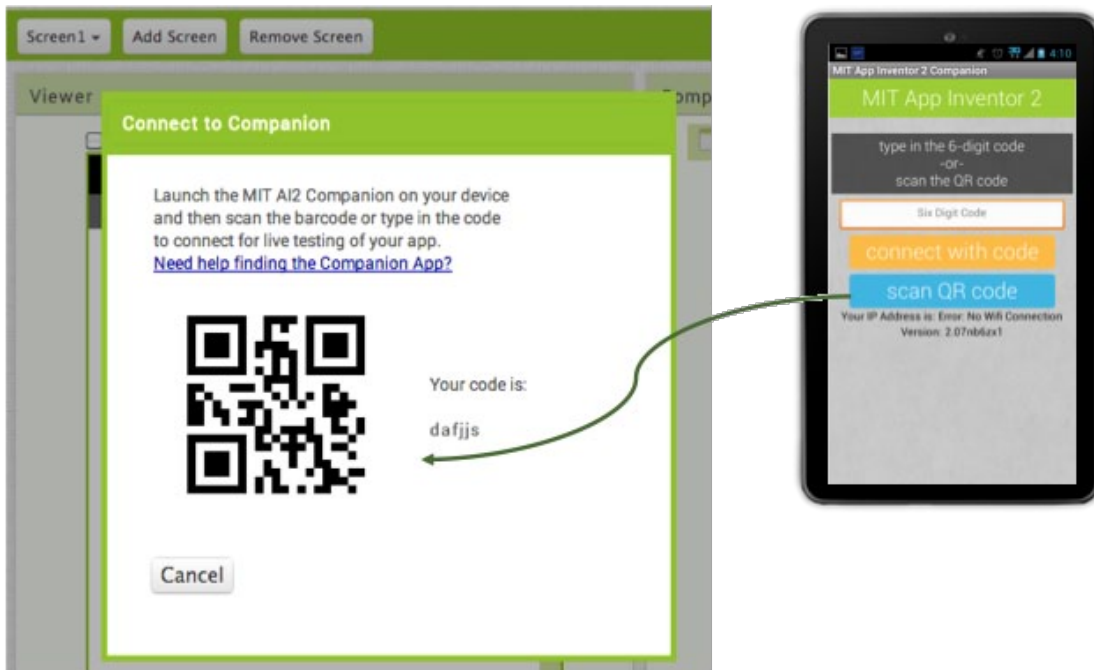 Screen1
Add Screen
Remove Screen
Viewer
Connect to Companion
Launch the MIT AI2 Companion on your device
and then scan the barcode or type in the code
to connect for live testing of your app.
Need help finding the Companion App?
Your code is:
dafjjs
Cancel
4:10
MIT App Inventor 2 Companion
MIT App Inventor 2
type in the 6-digit code
-or-
scan the QR code
Six Digit Code
connect with code
scan QR code
Your IP Address is: Error: No Wifi Connection
Version: 2.07nb6zx1